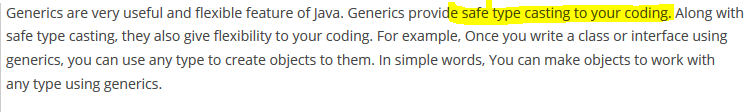 Generics are very useful and flexible feature of Java. Generics provide safe type casting to your coding. Along with
safe type casting, they also give flexibility to your coding. For example, Once you write a class or interface using
generics, you can use any type to create objects to them. In simple words, You can make objects to work with
any type using generics.